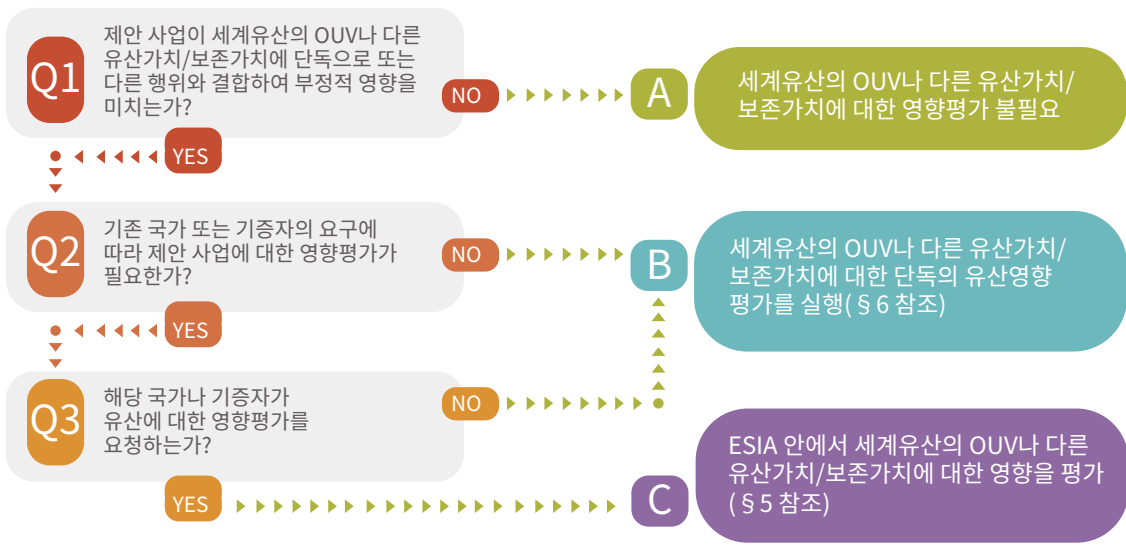 Q1
제안 사업이 세계유산의 OUV나 다른
유산가치/보존가치에 단독으로 또는
다른 행위와 결합하여 부정적 영향을
미치는가?
NO
A
세계유산의 OUV나 다른 유산가치/
보존가치에 대한 영향평가 불필요
YES
Q2
기존 국가 또는 기증자의 요구에
따라 제안 사업에 대한 영향평가가
필요한가?
NO
B
세계유산의 OUV나 다른 유산가치/
보존가치에 대한 단독의 유산영향
평가를 실행(§6 참조)
YES
Q3
해당 국가나 기증자가
유산에 대한 영향평가를
요청하는가?
NO
YES
C
ESIA 안에서 세계유산의 OUV나 다른
유산가치/보존가치에 대한 영향을 평가
(§5 참조)